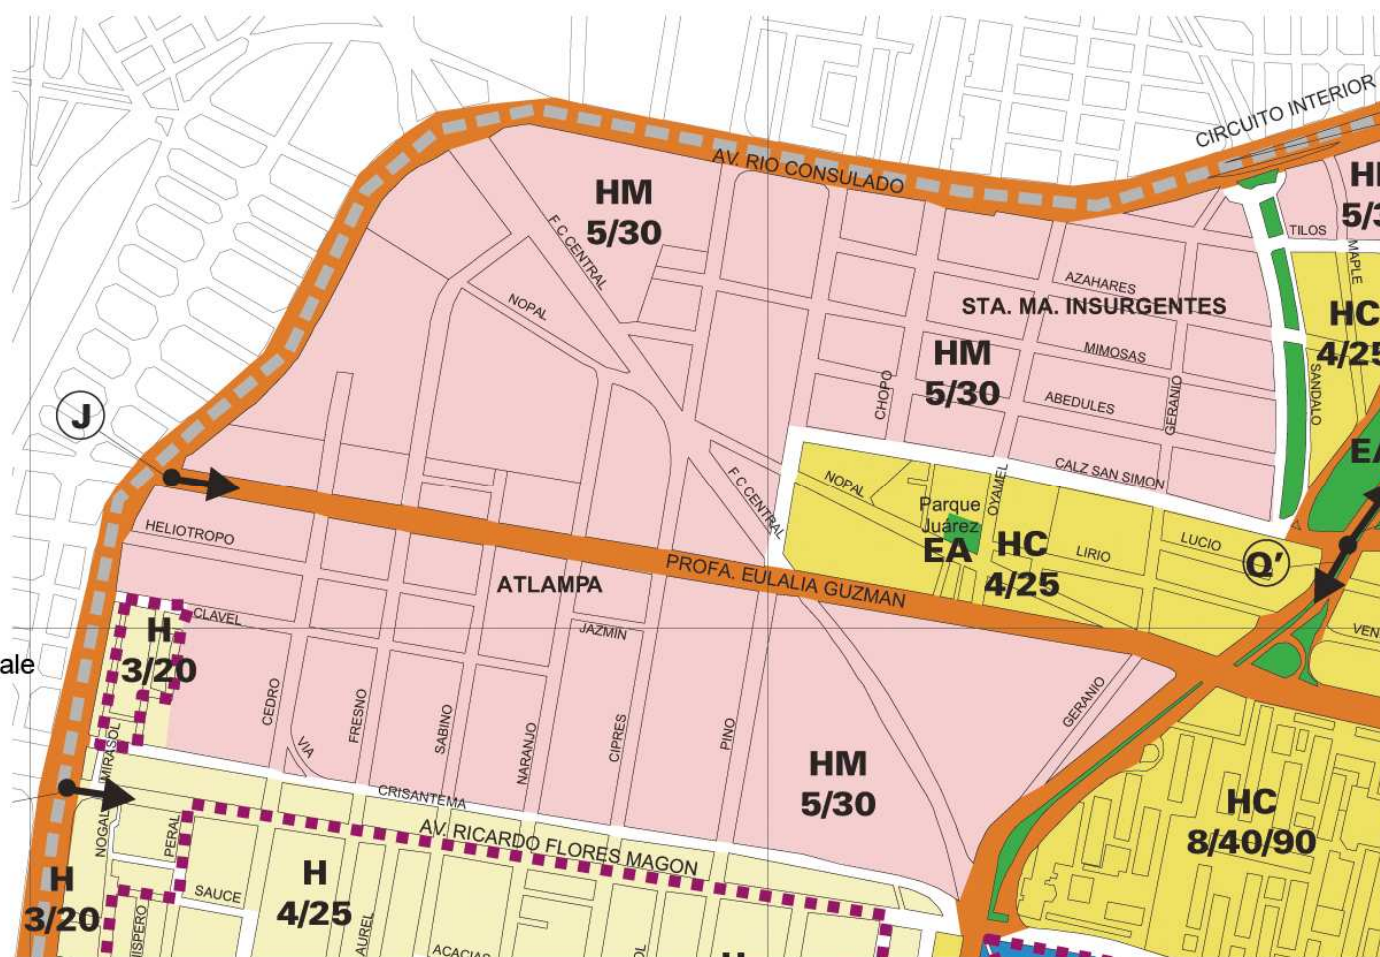 CIRCUITO INTERIOR
AV. RIO CONSULADO
HM
5/30
F C CENTRAL
TILOS
MAPLE
AZAHARES
STA. MA. INSURGENTES
NOPAL
HC
4/25
HM
5/30
MIMOSAS
CHOPO
ABEDULES
GERANIO
SANDALO
J
EA
CALZ SAN SIMON
NOPAL
OYAMEL
F C CENTRAL
Parque
Juárez
EA
HC
4/25
LIRIO
LUCIO
Q'
HELIOTROPO
PROFA. EULALIA GUZMAN
ATLAMPA
CLAVEL
JAZMIN
H
3/20
ale
CEDRO
FRESNO
SABINO
NARANJO
CIPRES
PINO
GERANIO
VIA
MIRASOL
HM
5/30
CRISANTEMA
AV. RICARDO FLORES MAGON
HC
8/40/90
NOGAL
PERAL
SAUCE
H
3/20
H
4/25
ACACIAS